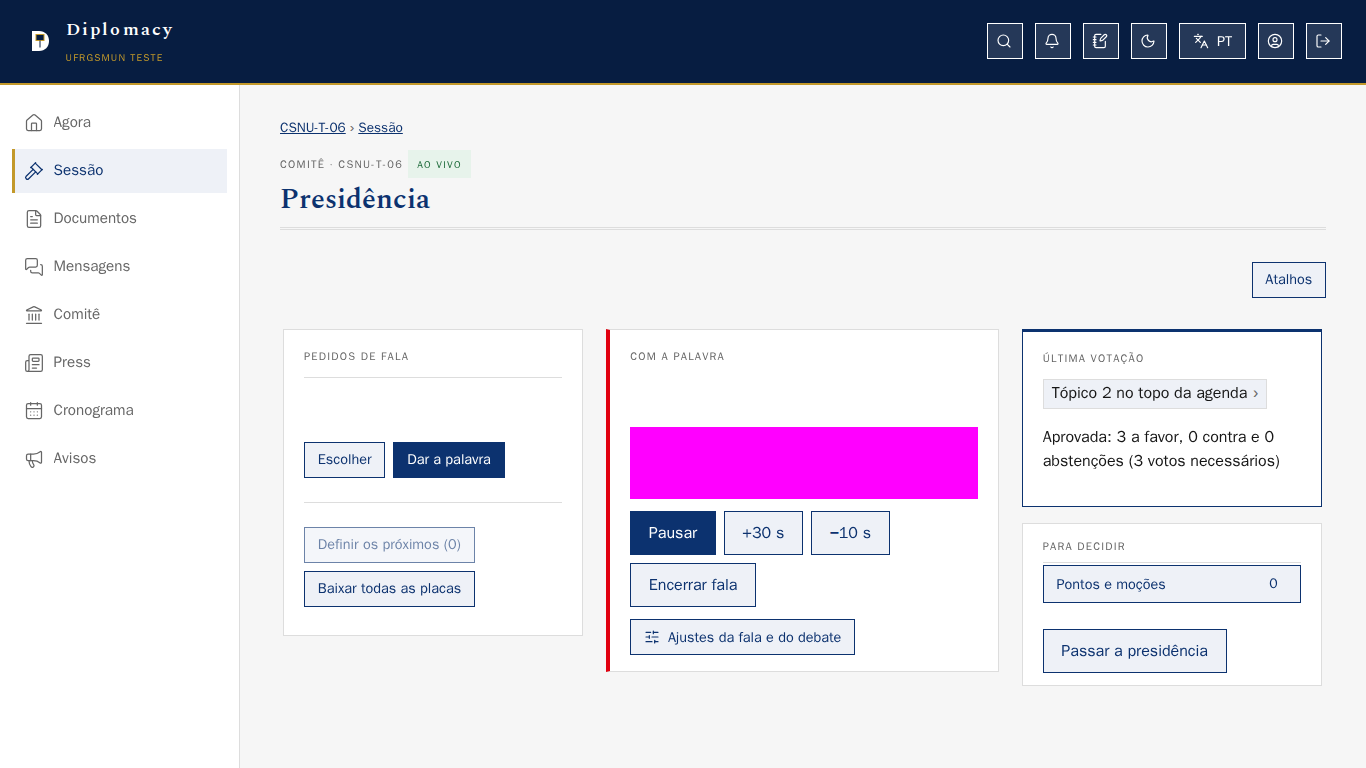 Diplomacy
UFRGSMUN TESTE
PT
Agora
Sessão
Documentos
Mensagens
Comitê
Press
Cronograma
Avisos
CSNU-T-06 › Sessão
COMITÊ · CSNU-T-06 AO VIVO
Presidência
Atalhos
PEDIDOS DE FALA
Escolher
Dar a palavra
Definir os próximos (0)
Baixar todas as placas
COM A PALAVRA
Pausar
+30 s
−10 s
Encerrar fala
Ajustes da fala e do debate
ÚLTIMA VOTAÇÃO
Tópico 2 no topo da agenda ›
Aprovada: 3 a favor, 0 contra e 0
abstenções (3 votos necessários)
PARA DECIDIR
Pontos e moções 0
Passar a presidência